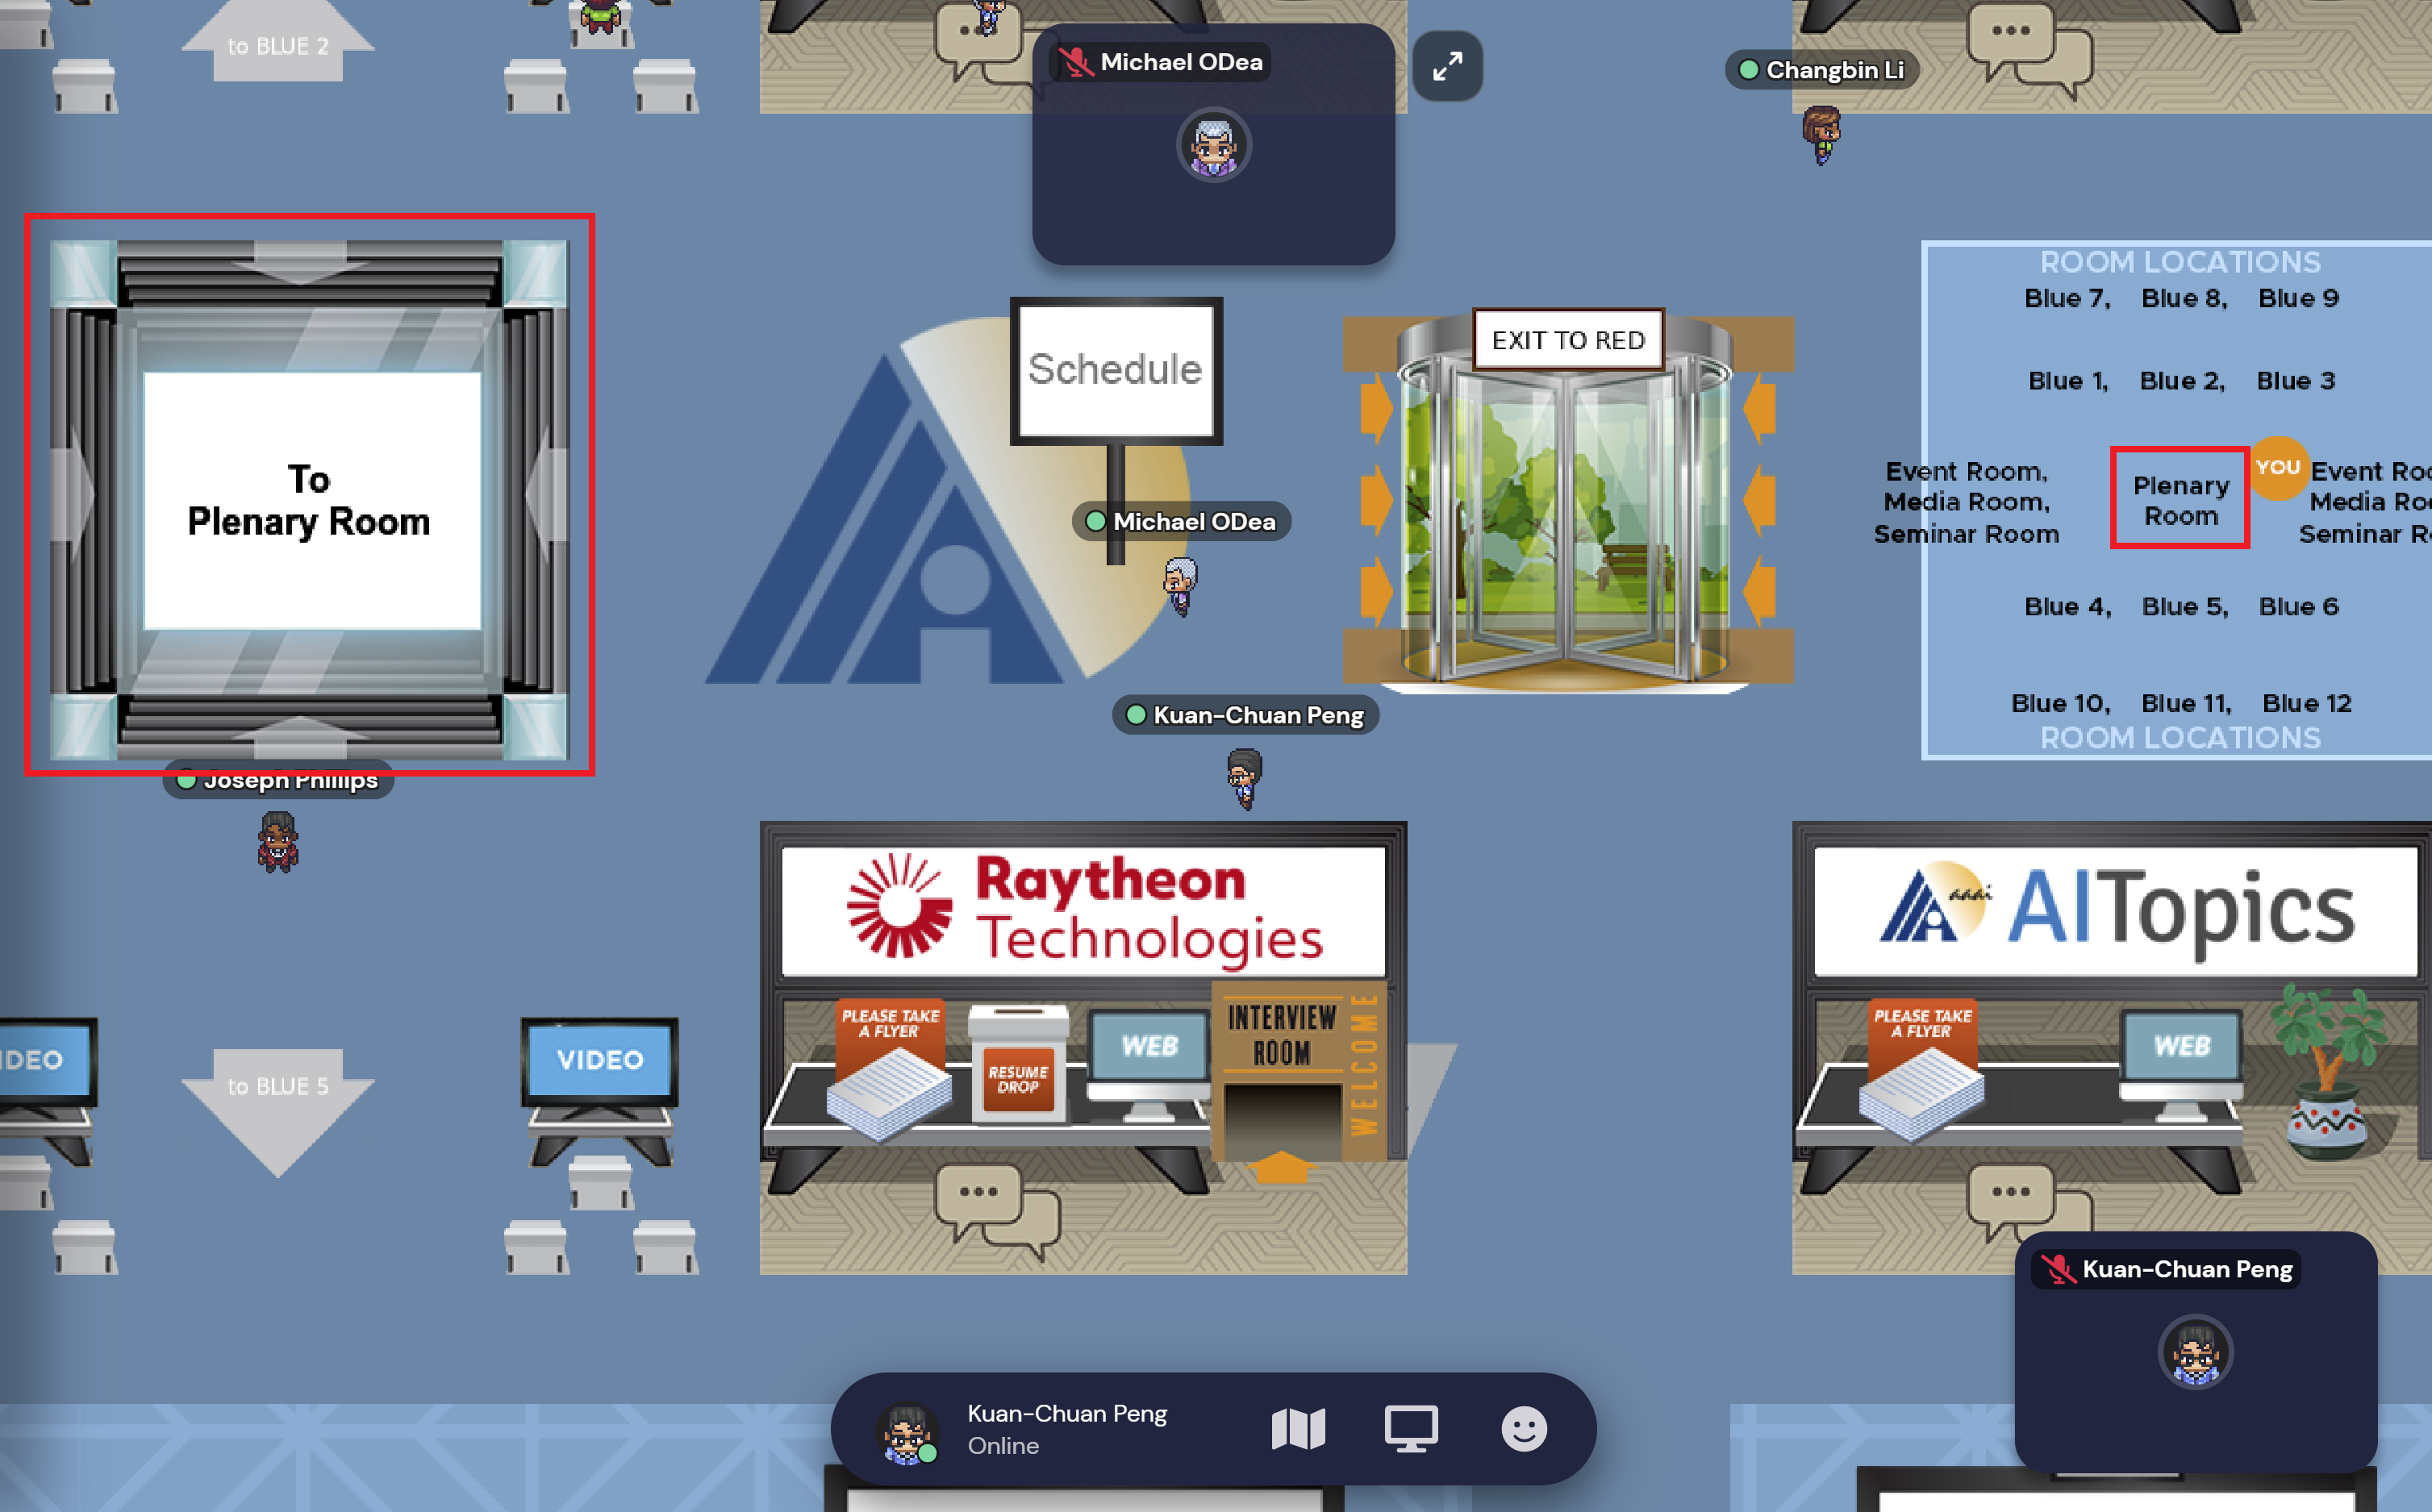 to BLUE 2
Michael ODea
Changbin Li
To
Plenary Room
Joseph Phillips
Schedule
Michael ODea
EXIT TO RED
Kuan-Chuan Peng
ROOM LOCATIONS
Blue 7, Blue 8, Blue 9
Blue 1, Blue 2, Blue 3
Event Room,
Media Room,
Seminar Room
Plenary
Room
YOU
Event Roo
Media Roo
Seminar R
Blue 4, Blue 5, Blue 6
Blue 10, Blue 11, Blue 12
ROOM LOCATIONS
Raytheon
Technologies
PLEASE TAKE
A FLYER
RESUME
DROP
WEB
INTERVIEW
ROOM
WELCOME
aaai
AITopics
PLEASE TAKE
A FLYER
WEB
IDEO
to BLUE 5
VIDEO
Kuan-Chuan Peng
Kuan-Chuan Peng
Online